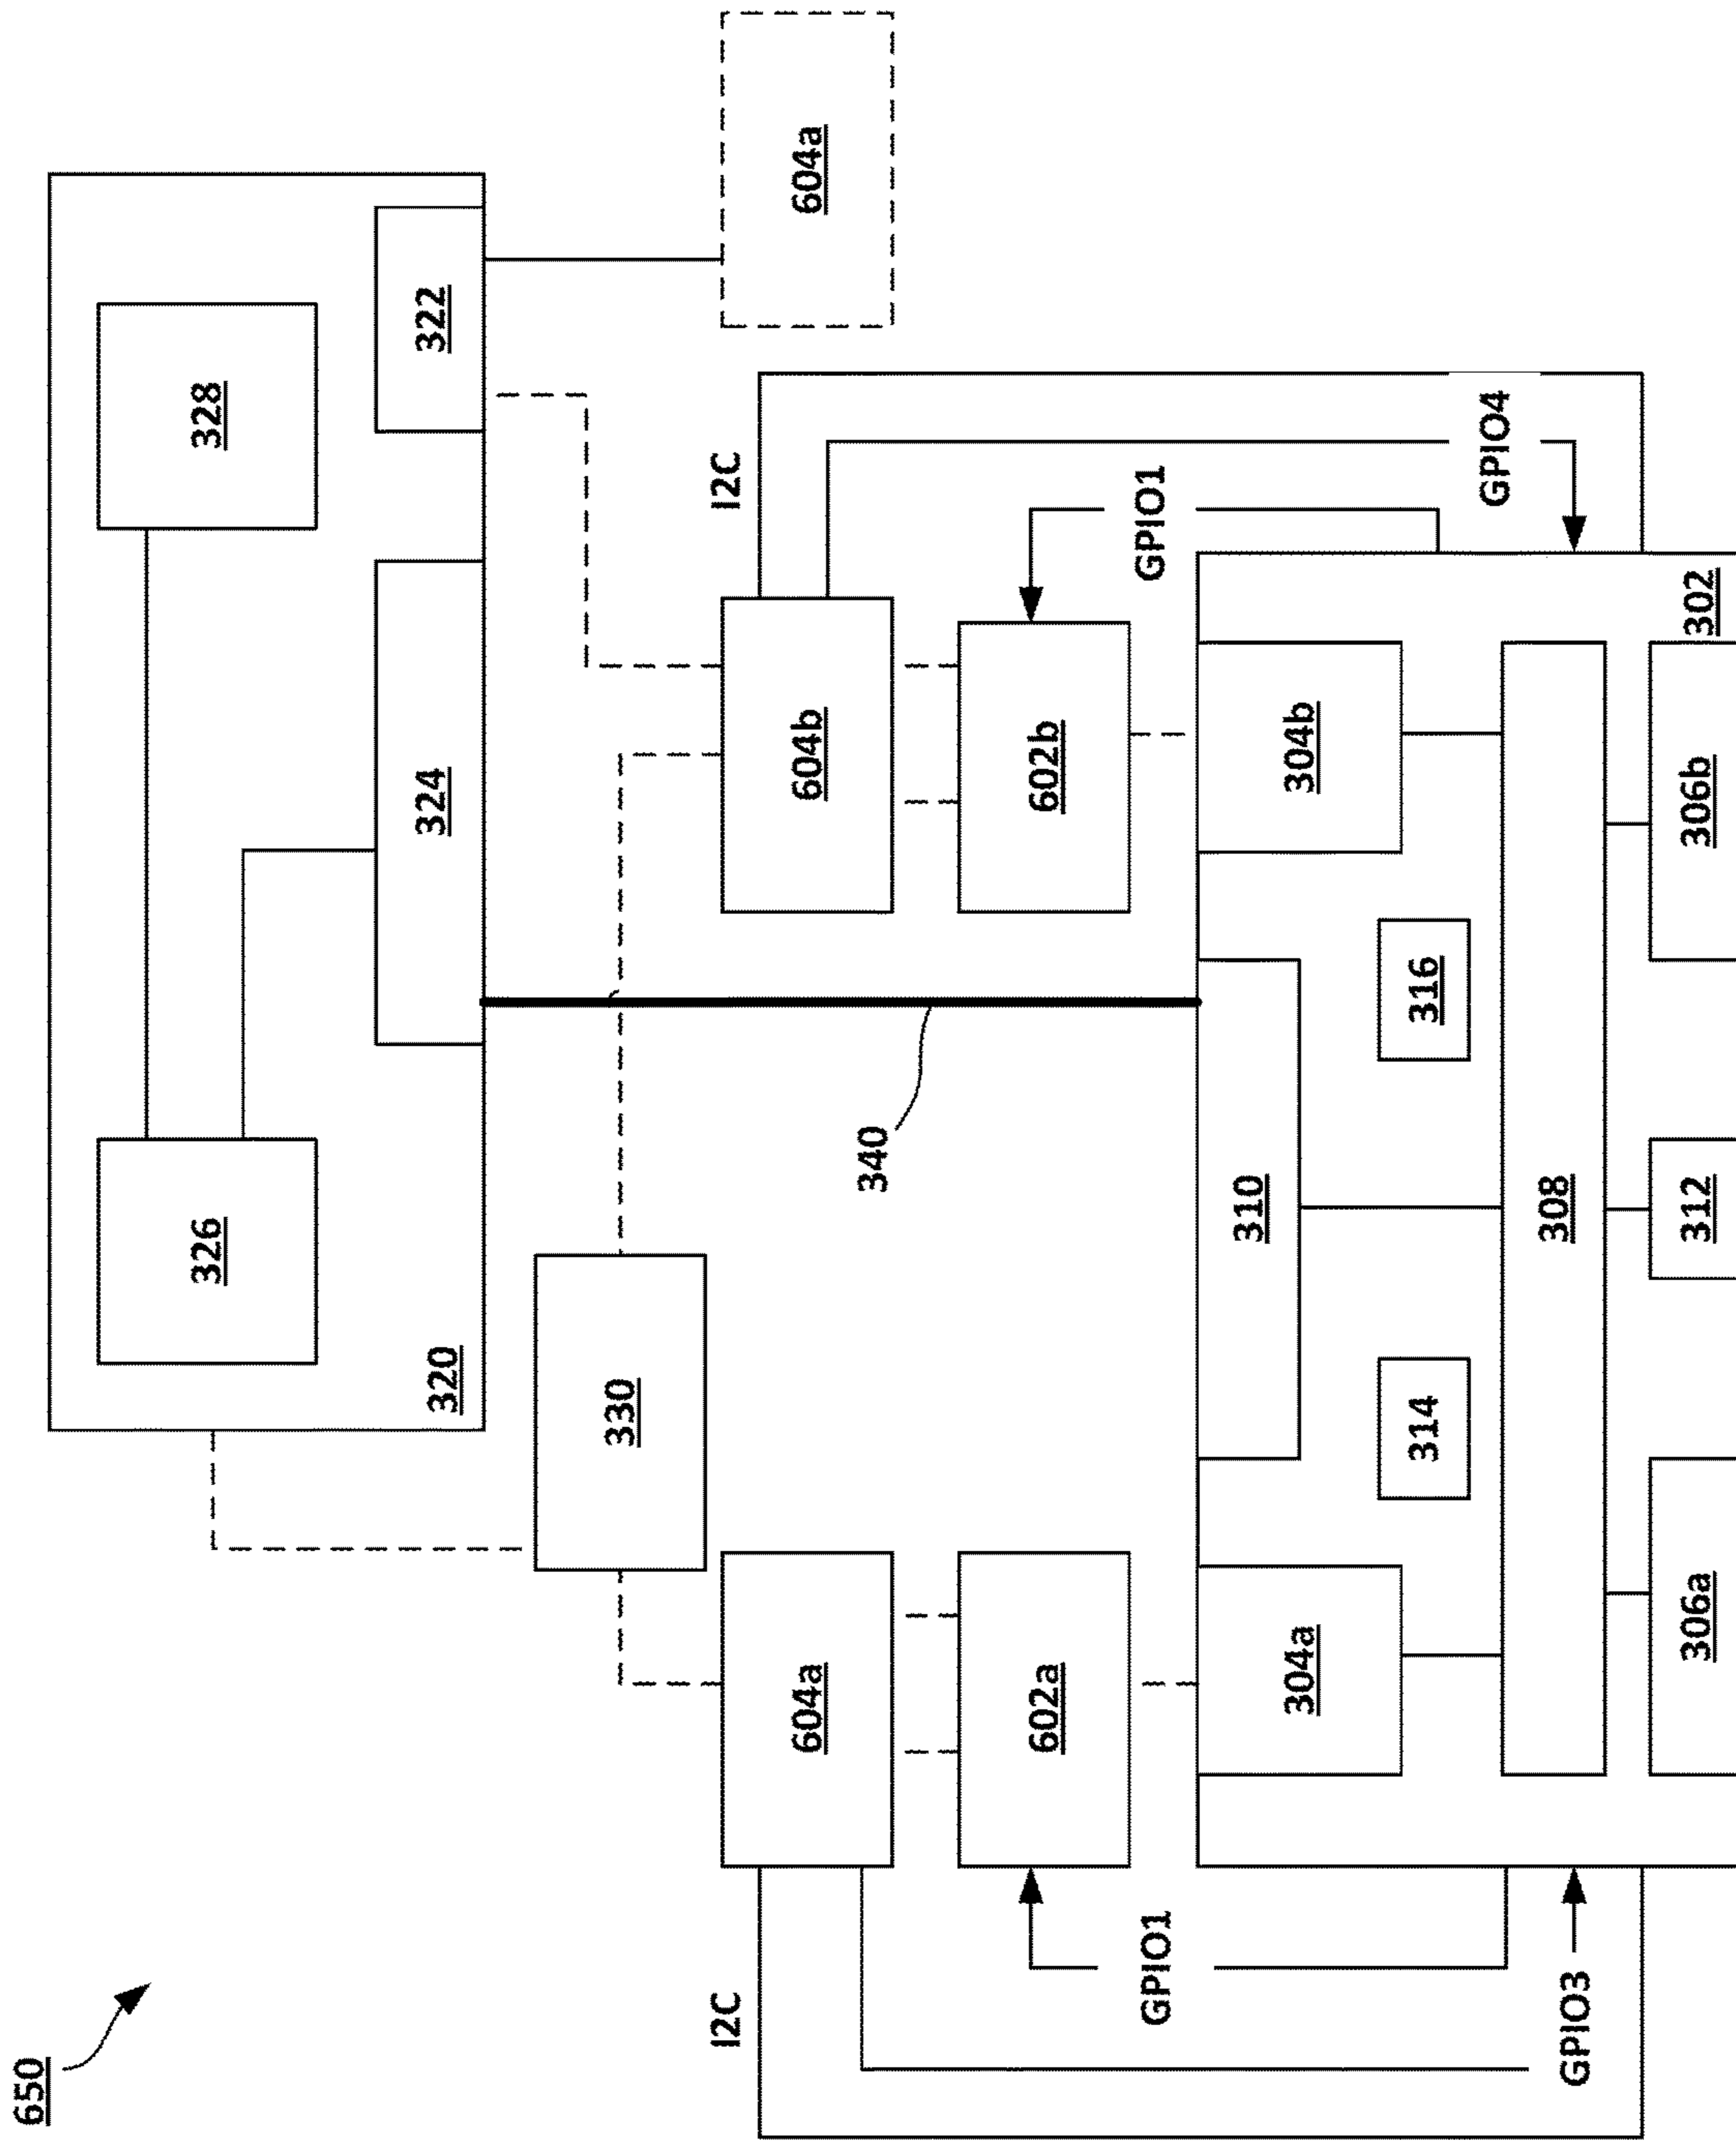 650
326
328
320
324
322
330
I2C
I2C
604a
604b
604a
340
602a
602b
GPIO1
GPIO1
310
304a
304b
314
316
GPIO4
308
GPIO3
306a
312
306b
302